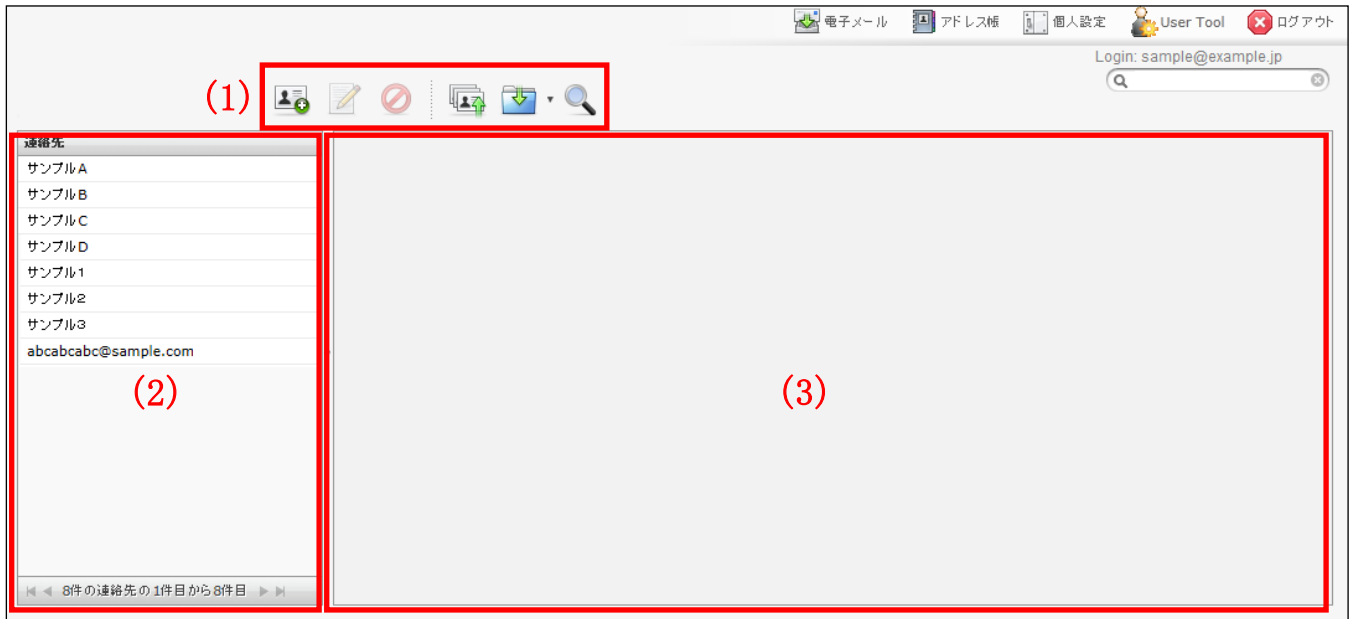 電子メール アドレス帳 個人設定 User Tool ログアウト
Login: sample@example.jp
(1)
連絡先
サンプルA
サンプルB
サンプルC
サンプルD
サンプル1
サンプル2
サンプル3
abcabcabc@sample.com
(2)
(3)
8件の連絡先の1件目から8件目